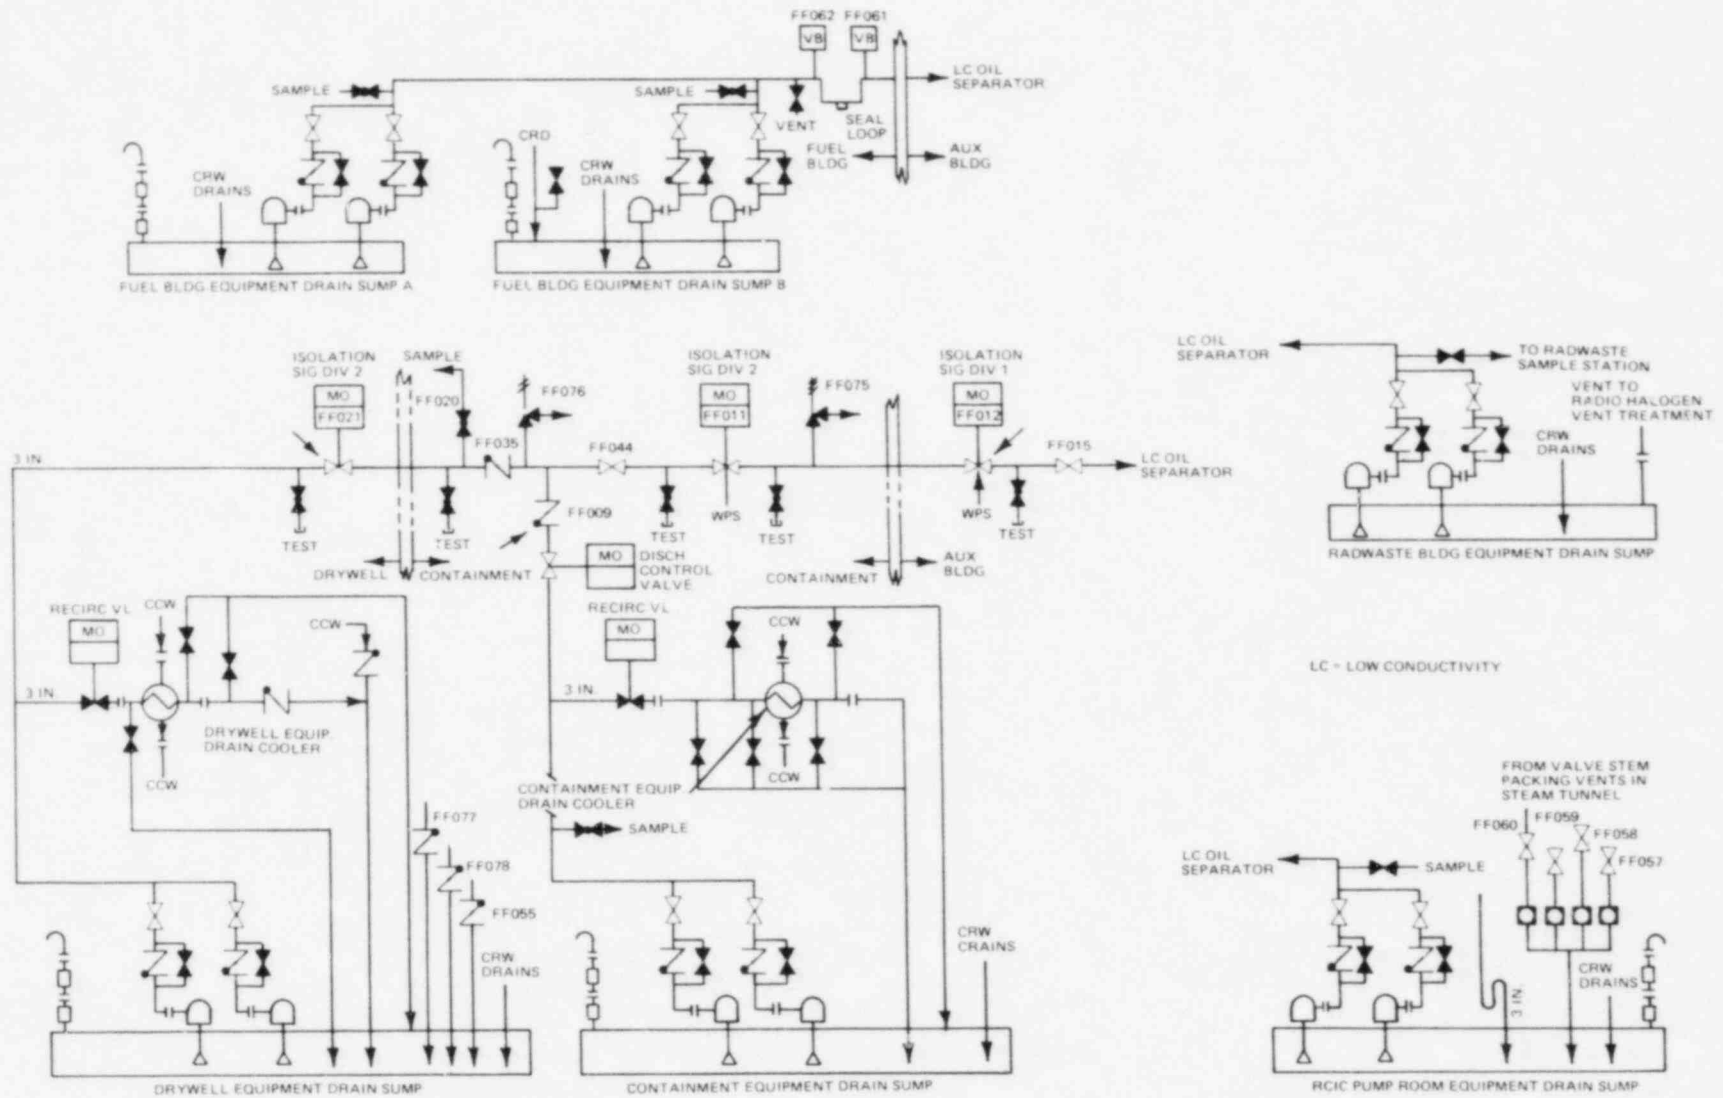 FF062 FF061
VB VB
LC OIL
SEPARATOR
SAMPLE
SAMPLE
VENT
SEAL
LOOP
FUEL
BLDG
AUX
BLDG
CRD
CRW
DRAINS
CRW
DRAINS
FUEL BLDG EQUIPMENT DRAIN SUMP A
FUEL BLDG EQUIPMENT DRAIN SUMP B
ISOLATION
SIG DIV 2
MO
FF021
SAMPLE
FF020
FF076
FF035
FF044
ISOLATION
SIG DIV 2
MO
FF011
FF075
ISOLATION
SIG DIV 1
MO
FF012
FF015
LC OIL
SEPARATOR
3 IN.
TEST
TEST
FF009
TEST
WPS
TEST
WPS
TEST
DRYWELL
CONTAINMENT
MO
DISCH
CONTROL
VALVE
CONTAINMENT
AUX
BLDG
LC OIL
SEPARATOR
TO RADWASTE
SAMPLE STATION
VENT TO
RADIO HALOGEN
VENT TREATMENT
CRW
DRAINS
RADWASTE BLDG EQUIPMENT DRAIN SUMP
RECIRC VL
MO
CCW
CCW
3 IN.
DRYWELL EQUIP.
DRAIN COOLER
CCW
RECIRC VL
MO
CCW
3 IN.
CCW
CONTAINMENT EQUIP.
DRAIN COOLER
SAMPLE
LC = LOW CONDUCTIVITY
FF077
FF078
FF055
CRW
DRAINS
DRYWELL EQUIPMENT DRAIN SUMP
CRW
CRAINS
CONTAINMENT EQUIPMENT DRAIN SUMP
FROM VALVE STEM
PACKING VENTS IN
STEAM TUNNEL
FF060
FF059
FF058
FF057
LC OIL
SEPARATOR
SAMPLE
3 IN.
CRW
DRAINS
RCIC PUMP ROOM EQUIPMENT DRAIN SUMP